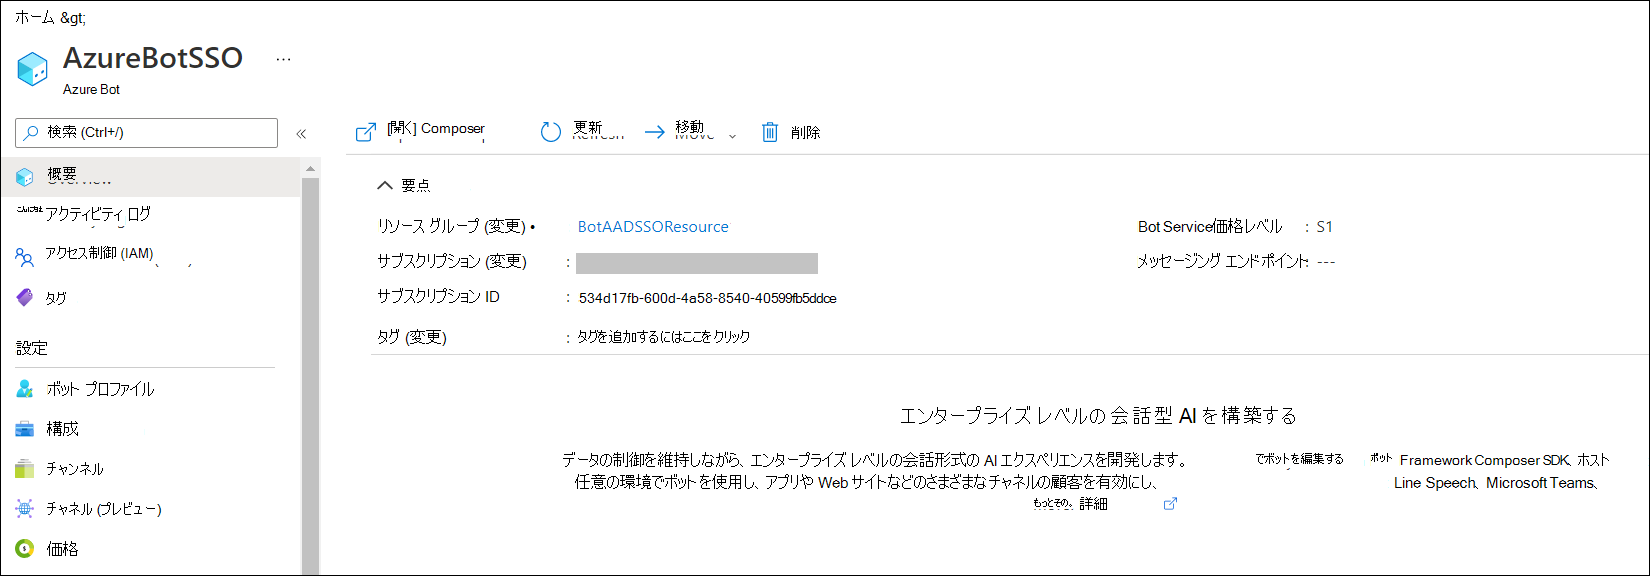 ホーム &gt;
AzureBotSSO ...
Azure Bot
検索 (Ctrl+/) «
[開く] Composer 更新 移動 削除
概要
アクティビティ ログ
アクセス制御 (IAM)
タグ
設定
ボット プロファイル
構成
チャンネル
チャネル (プレビュー)
価格
要点
リソース グループ (変更) • BotAADSSOResource
Bot Service価格レベル : S1
サブスクリプション (変更) :
メッセージング エンドポイント: ---
サブスクリプション ID : 534d17fb-600d-4a58-8540-40599fb5ddce
タグ (変更) : タグを追加するにはここをクリック
エンタープライズ レベルの 会話型 AI を構築する
データの制御を維持しながら、エンタープライズ レベルの会話形式の AI エクスペリエンスを開発します。 でボットを編集する ボット Framework Composer SDK、ホスト
任意の環境でボットを使用し、アプリや Web サイトなどのさまざまなチャネルの顧客を有効にし、 Line Speech、Microsoft Teams、
もっとその。詳細